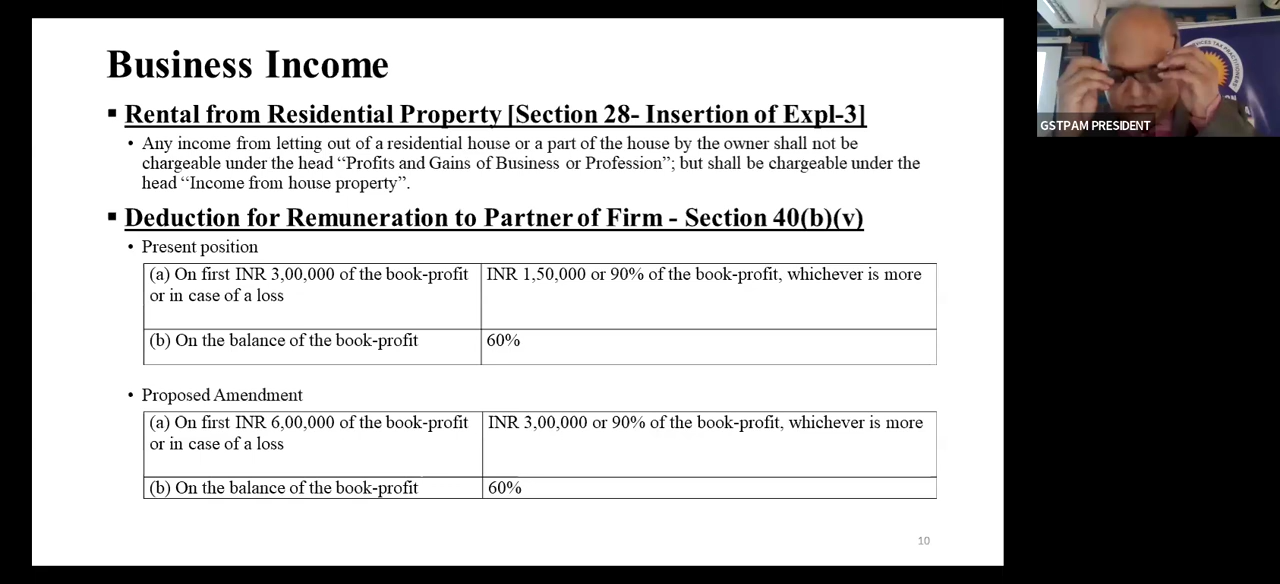 Business Income
▪ Rental from Residential Property [Section 28- Insertion of Expl-3]
• Any income from letting out of a residential house or a part of the house by the owner shall not be
chargeable under the head “Profits and Gains of Business or Profession”; but shall be chargeable under the
head “Income from house property”.
▪ Deduction for Remuneration to Partner of Firm - Section 40(b)(v)
• Present position
(a) On first INR 3,00,000 of the book-profit
or in case of a loss
INR 1,50,000 or 90% of the book-profit, whichever is more
(b) On the balance of the book-profit
60%
• Proposed Amendment
(a) On first INR 6,00,000 of the book-profit
or in case of a loss
INR 3,00,000 or 90% of the book-profit, whichever is more
(b) On the balance of the book-profit
60%
10
GSTPAM PRESIDENT